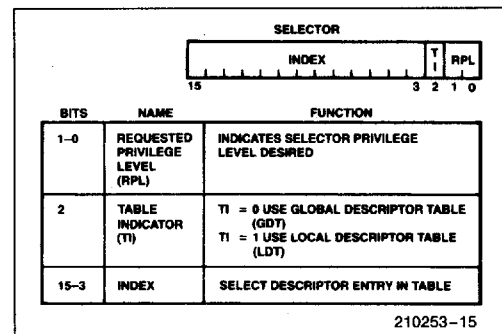 SELECTOR
INDEX
T
I
RPL
15 3 2 1 0
BITS NAME FUNCTION
1–0 REQUESTED INDICATES SELECTOR PRIVILEGE
PRIVILEGE LEVEL DESIRED
LEVEL
(RPL)
2 TABLE TI = 0 USE GLOBAL DESCRIPTOR TABLE
INDICATOR (GDT)
(TI) TI = 1 USE LOCAL DESCRIPTOR TABLE
(LDT)
15–3 INDEX SELECT DESCRIPTOR ENTRY IN TABLE
210253–15